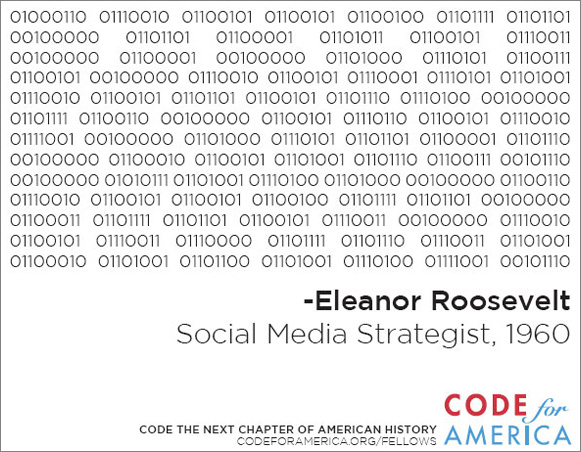 01000110 01110010 01100101 01100101 01100100 01101111 01101101
00100000 01101101 01100001 01101011 01100101 01110011
00100000 01100001 00100000 01101000 01110101 01100111
01100101 00100000 01110010 01100101 01110001 01110101 01101001
01110010 01100101 01101101 01100101 01101110 01110100 00100000
01101111 01100110 00100000 01100101 01110110 01100101 01110010
01111001 00100000 01101000 01110101 01101101 01100001 01101110
00100000 01100010 01100101 01101001 01101110 01100111 00101110
00100000 01010111 01101001 01110100 01101000 00100000 01100110
01110010 01100101 01100101 01100100 01101111 01101101 00100000
01100011 01101111 01101101 01100101 01110011 00100000 01110010
01100101 01110011 01110000 01101111 01101110 01110011 01101001
01100010 01101001 01101100 01101001 01110100 01111001 00101110
-Eleanor Roosevelt
Social Media Strategist, 1960
CODE THE NEXT CHAPTER OF AMERICAN HISTORY
CODEFORAMERICA.ORG/FELLOWS
CODE for
AMERICA